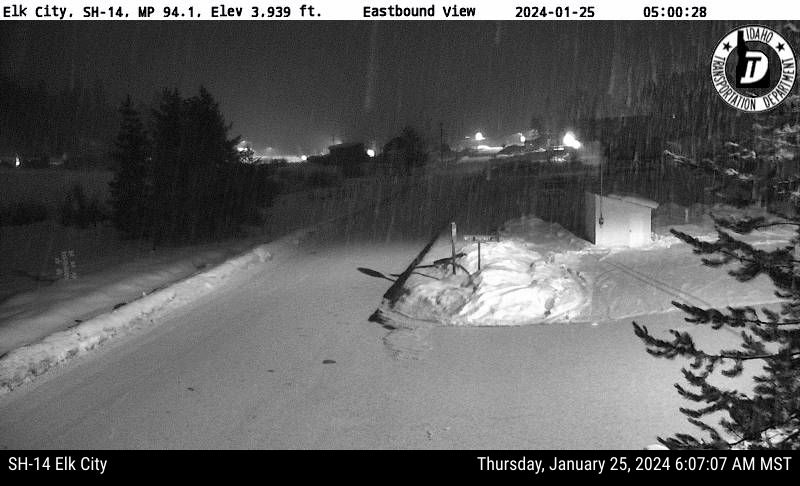 Elk City, SH-14, MP 94.1, Elev 3,939 ft. Eastbound View 2024-01-25 05:00:28
IDAHO
TRANSPORTATION DEPARTMENT
SH-14 Elk City Thursday, January 25, 2024 6:07:07 AM MST